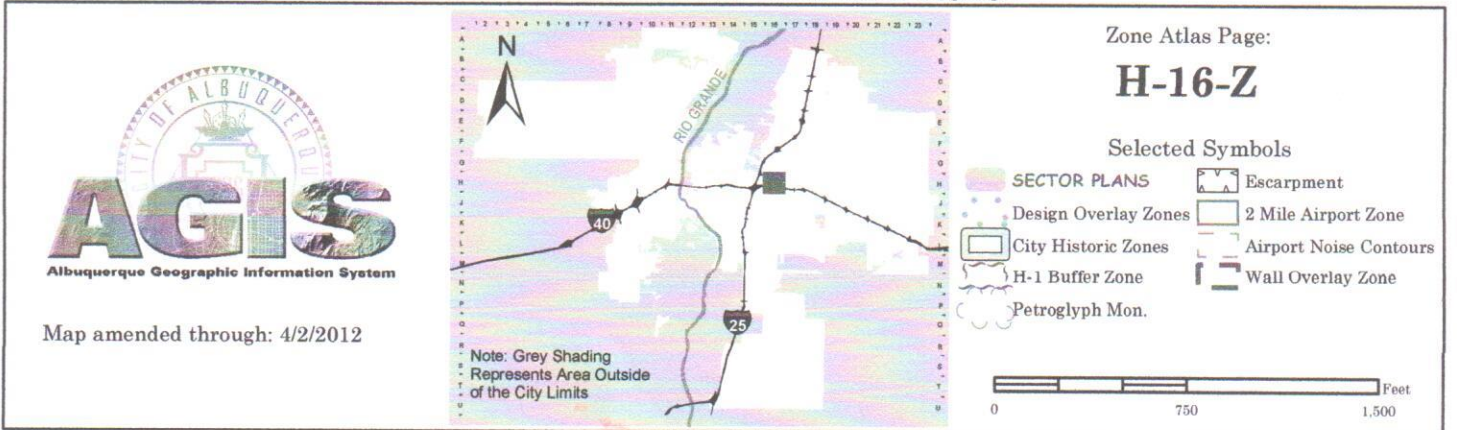 CITY OF ALBUQUERQUE
AGIS
Albuquerque Geographic Information System
Map amended through: 4/2/2012
N
RIO GRANDE
40
25
Note: Grey Shading
Represents Area Outside
of the City Limits
Zone Atlas Page:
H-16-Z
Selected Symbols
SECTOR PLANS
Escarpment
Design Overlay Zones
2 Mile Airport Zone
City Historic Zones
Airport Noise Contours
H-1 Buffer Zone
Wall Overlay Zone
Petroglyph Mon.
Feet
0 750 1,500